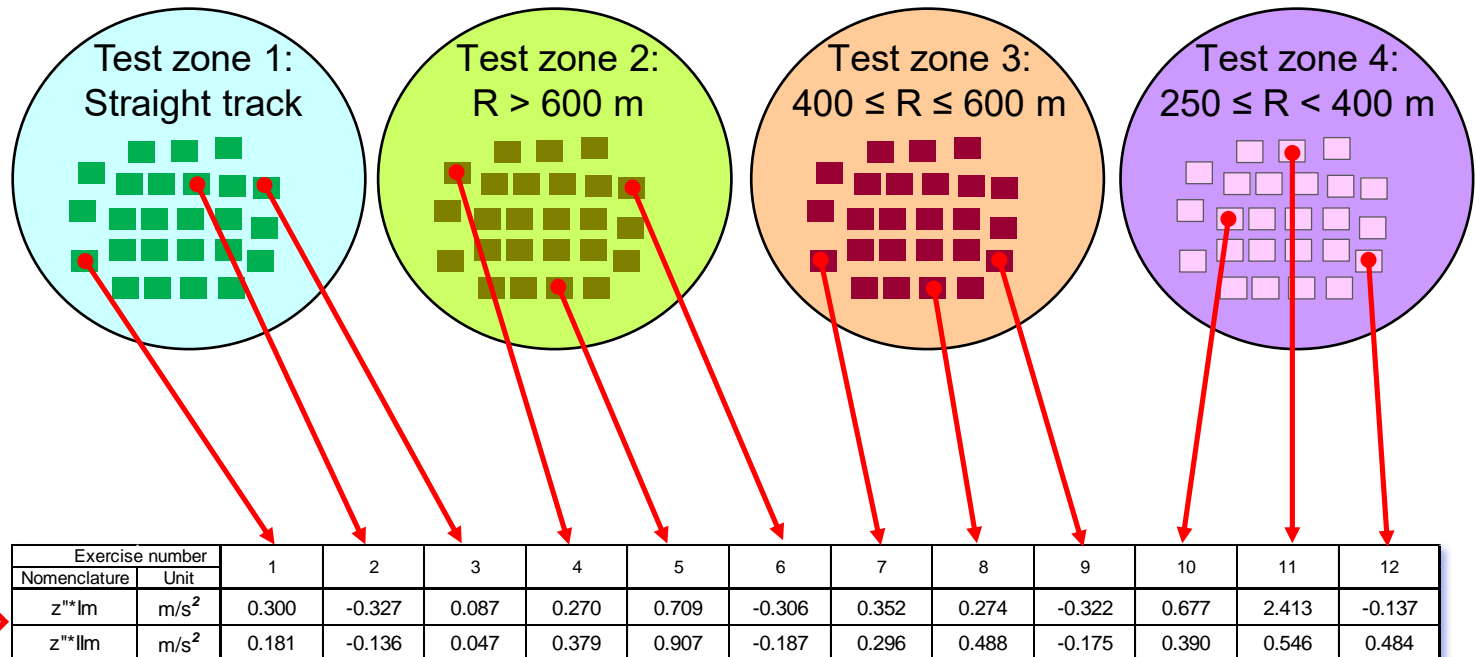 Test zone 1:
Straight track
Test zone 2:
R > 600 m
Test zone 3:
400 ≤ R ≤ 600 m
Test zone 4:
250 ≤ R < 400 m
Exercise number 1 2 3 4 5 6 7 8 9 10 11 12
Nomenclature Unit
z"*Im m/s² 0.300 -0.327 0.087 0.270 0.709 -0.306 0.352 0.274 -0.322 0.677 2.413 -0.137
z"*IIm m/s² 0.181 -0.136 0.047 0.379 0.907 -0.187 0.296 0.488 -0.175 0.390 0.546 0.484